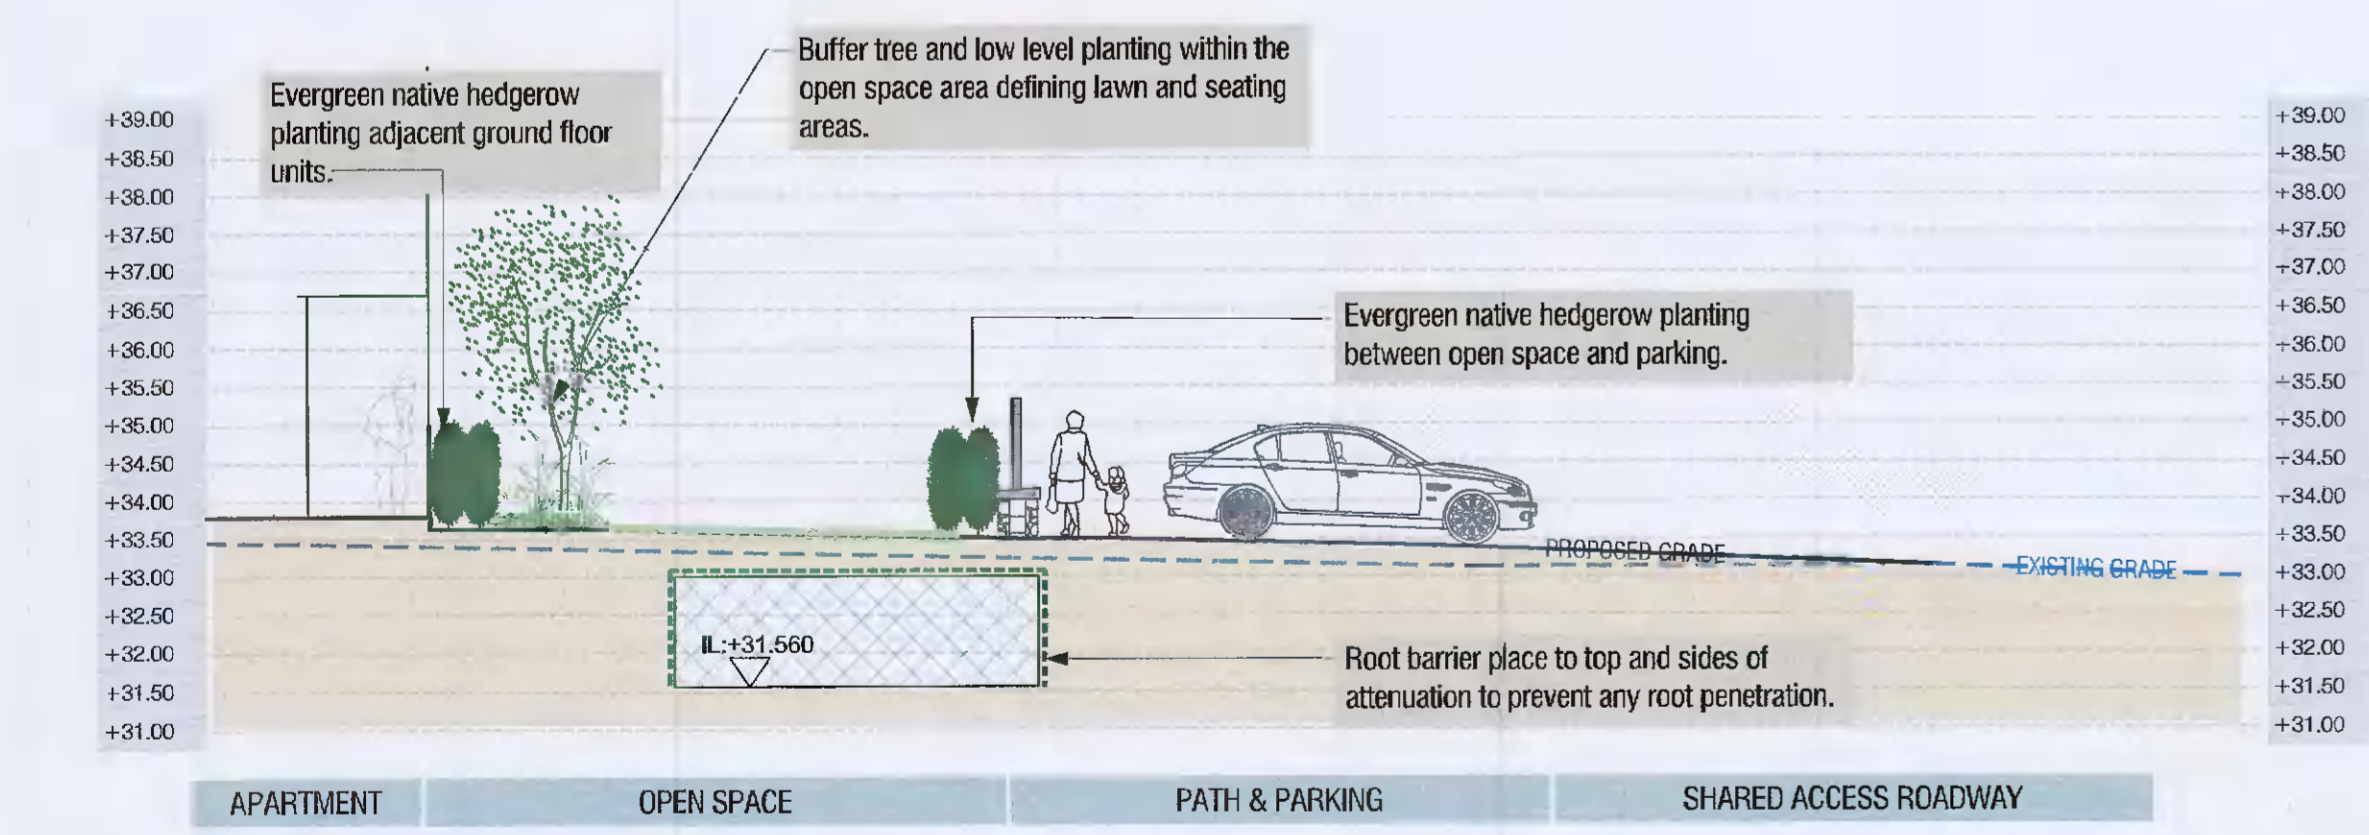 Buffer tree and low level planting within the
open space area defining lawn and seating
areas.
Evergreen native hedgerow
planting adjacent ground floor
units.
+39.00
+38.50
+38.00
+37.50
+37.00
+36.50
+36.00
+35.50
+35.00
+34.50
+34.00
+33.50
+33.00
+32.50
+32.00
+31.50
+31.00
Evergreen native hedgerow planting
between open space and parking.
PROPOSED GRADE
EXISTING GRADE
IL:+31.560
Root barrier place to top and sides of
attenuation to prevent any root penetration.
+39.00
+38.50
+38.00
+37.50
+37.00
+36.50
+36.00
+35.50
+35.00
+34.50
+34.00
+33.50
+33.00
+32.50
+32.00
+31.50
+31.00
APARTMENT
OPEN SPACE
PATH & PARKING
SHARED ACCESS ROADWAY